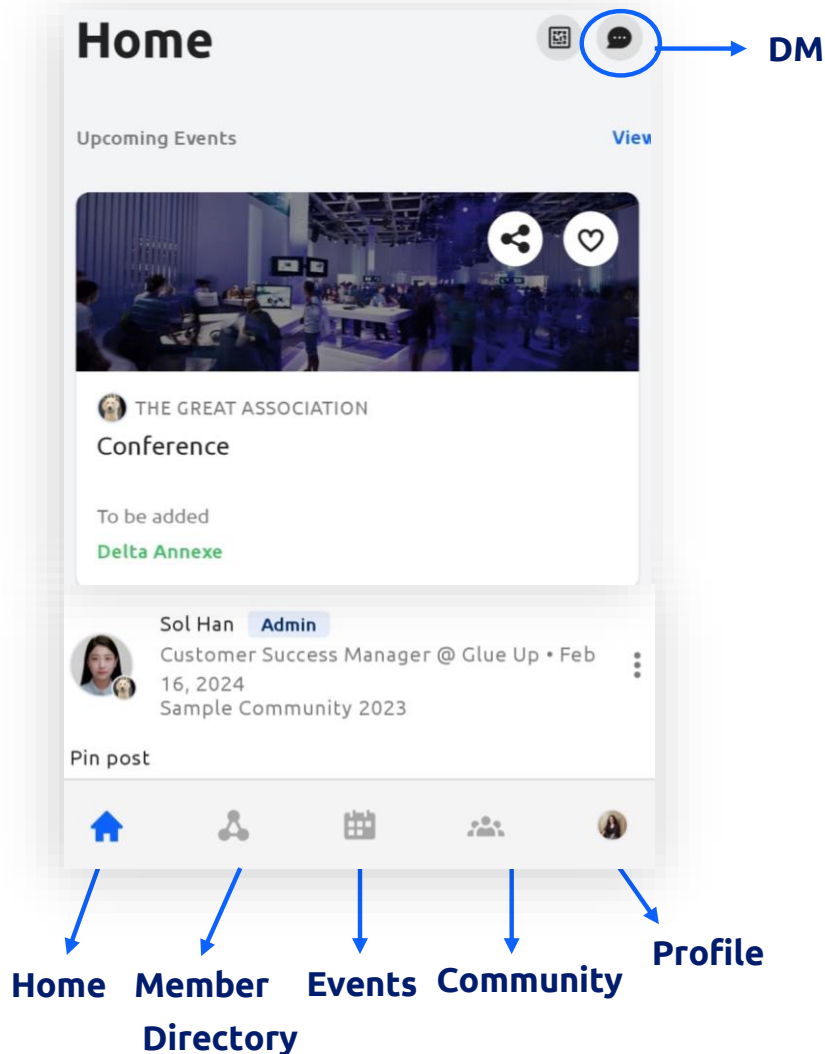 Home
DM
Upcoming Events
View
THE GREAT ASSOCIATION
Conference
To be added
Delta Annexe
Sol Han Admin
Customer Success Manager @ Glue Up • Feb
16, 2024
Sample Community 2023
Pin post
Home
Member
Directory
Events
Community
Profile